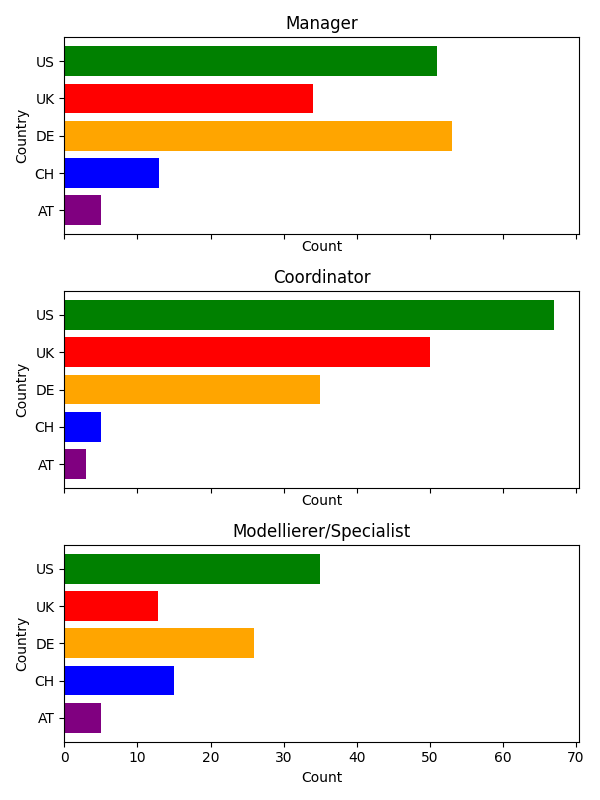 Manager
US
UK
DE
CH
AT
Country
Count
Coordinator
US
UK
DE
CH
AT
Country
Count
Modellierer/Specialist
US
UK
DE
CH
AT
Country
0 10 20 30 40 50 60 70
Count